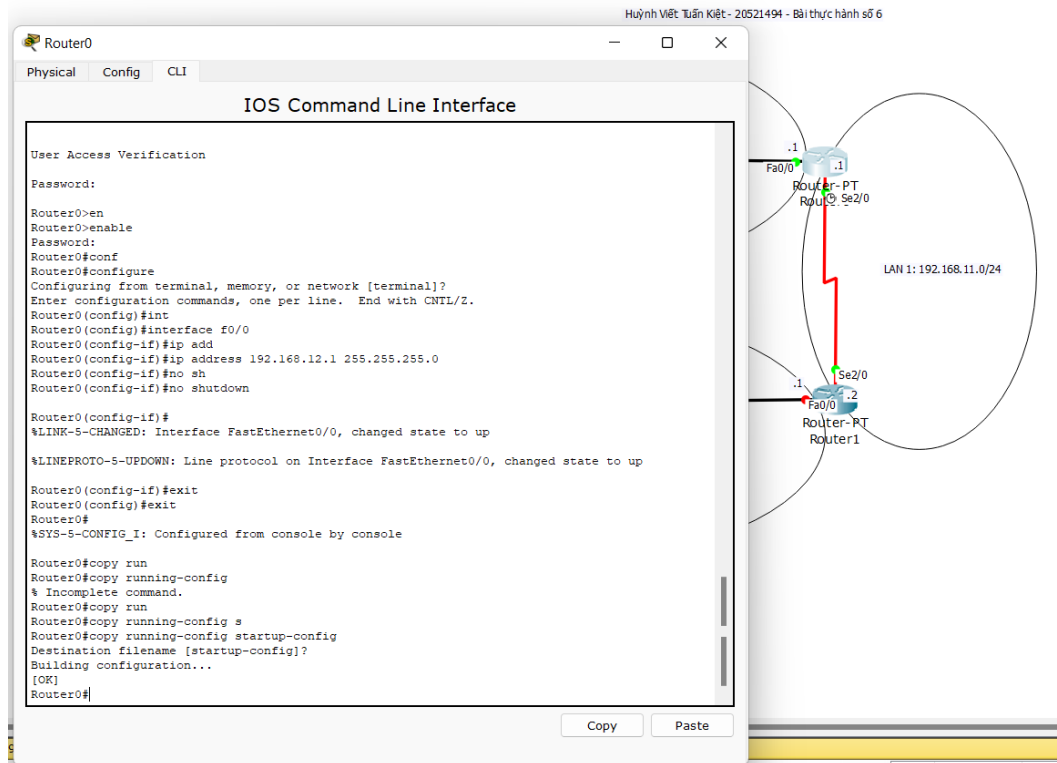 Huỳnh Viết Tuấn Kiệt - 20521494 - Bài thực hành số 6
Router0
Physical Config CLI
IOS Command Line Interface
User Access Verification
Password:
Router0>en
Router0>enable
Password:
Router0#conf
Router0#configure
Configuring from terminal, memory, or network [terminal]?
Enter configuration commands, one per line.  End with CNTL/Z.
Router0(config)#int
Router0(config)#interface f0/0
Router0(config-if)#ip add
Router0(config-if)#ip address 192.168.12.1 255.255.255.0
Router0(config-if)#no sh
Router0(config-if)#no shutdown
Router0(config-if)#
%LINK-5-CHANGED: Interface FastEthernet0/0, changed state to up
%LINEPROTO-5-UPDOWN: Line protocol on Interface FastEthernet0/0, changed state to up
Router0(config-if)#exit
Router0(config)#exit
Router0#
%SYS-5-CONFIG_I: Configured from console by console
Router0#copy run
Router0#copy running-config
% Incomplete command.
Router0#copy run
Router0#copy running-config s
Router0#copy running-config startup-config
Destination filename [startup-config]?
Building configuration...
[OK]
Router0#
Copy Paste
.1
Fa0/0
.1
Router-PT
Se2/0
LAN 1: 192.168.11.0/24
Se2/0
.1
.2
Fa0/0
Router-PT
Router1